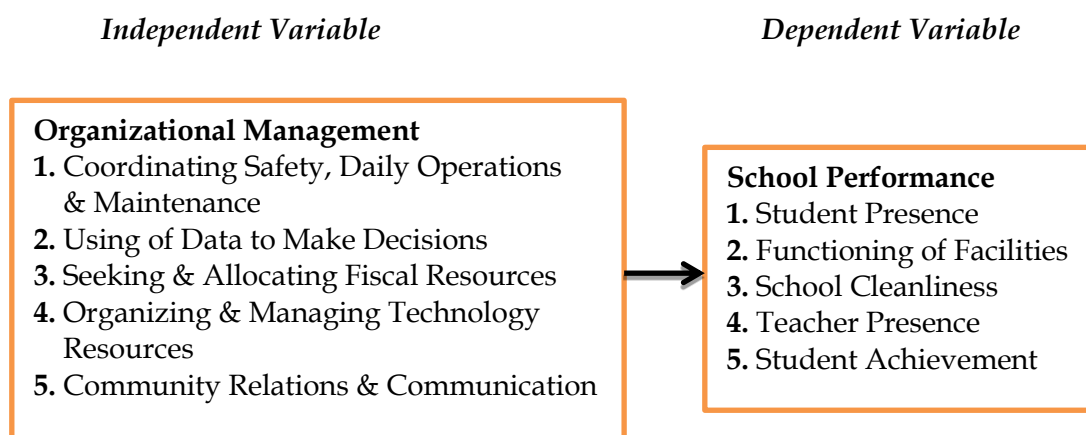 Independent Variable
Dependent Variable
Organizational Management
1. Coordinating Safety, Daily Operations
& Maintenance
2. Using of Data to Make Decisions
3. Seeking & Allocating Fiscal Resources
4. Organizing & Managing Technology
Resources
5. Community Relations & Communication
School Performance
1. Student Presence
2. Functioning of Facilities
3. School Cleanliness
4. Teacher Presence
5. Student Achievement